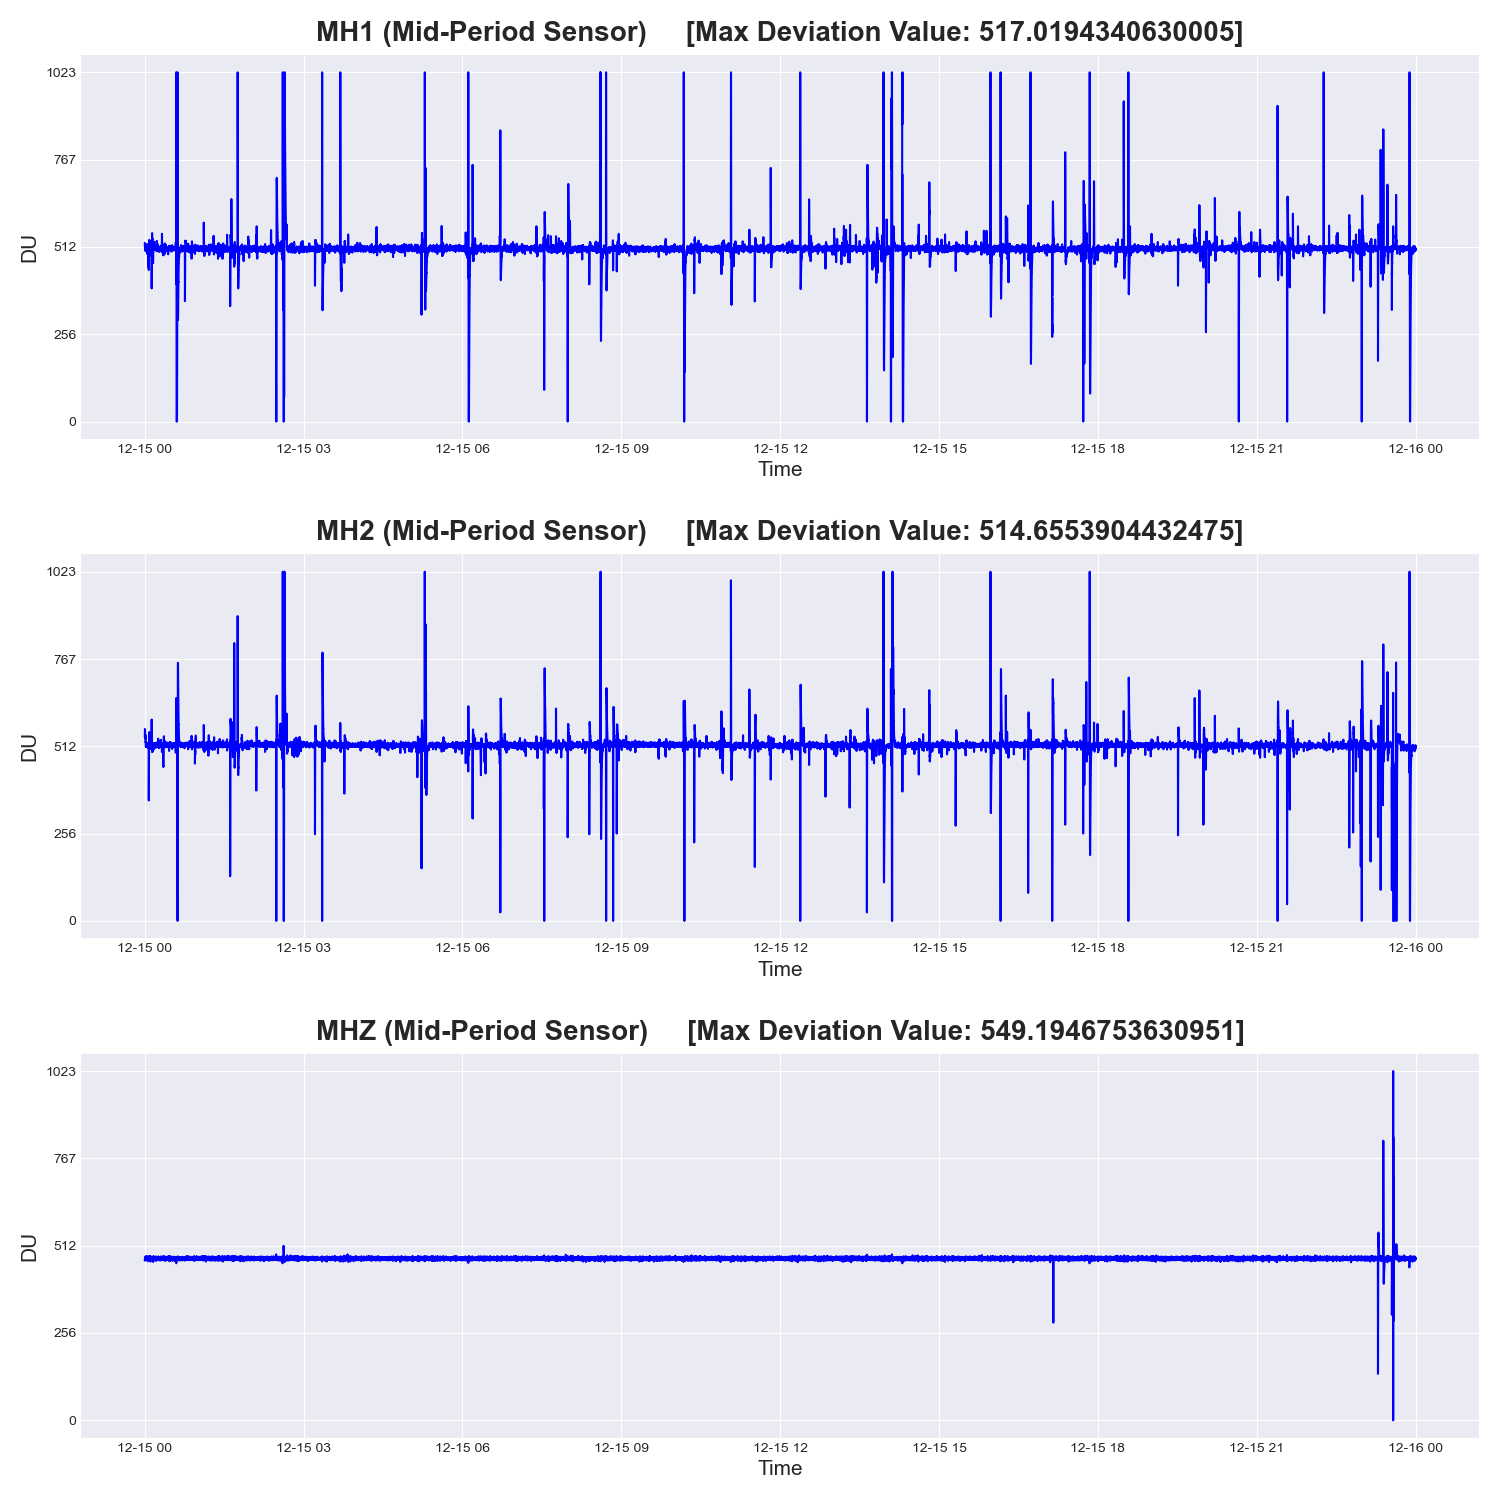 MH1 (Mid-Period Sensor) [Max Deviation Value: 517.0194340630005]
1023
767
512
256
0
DU
12-15 00 12-15 03 12-15 06 12-15 09 12-15 12 12-15 15 12-15 18 12-15 21 12-16 00
Time
MH2 (Mid-Period Sensor) [Max Deviation Value: 514.6553904432475]
1023
767
512
256
0
DU
12-15 00 12-15 03 12-15 06 12-15 09 12-15 12 12-15 15 12-15 18 12-15 21 12-16 00
Time
MHZ (Mid-Period Sensor) [Max Deviation Value: 549.1946753630951]
1023
767
512
256
0
DU
12-15 00 12-15 03 12-15 06 12-15 09 12-15 12 12-15 15 12-15 18 12-15 21 12-16 00
Time